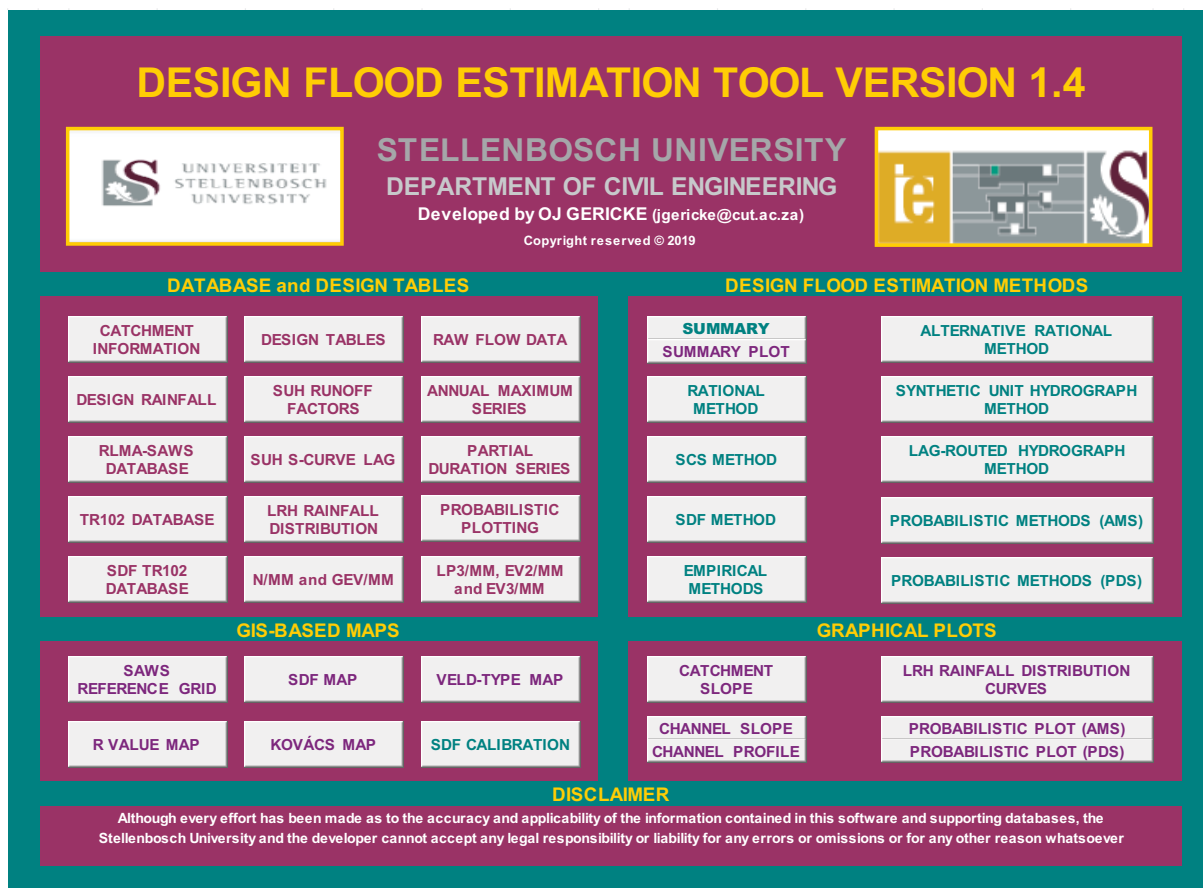 DESIGN FLOOD ESTIMATION TOOL VERSION 1.4
UNIVERSITEIT
STELLENBOSCH
UNIVERSITY
STELLENBOSCH UNIVERSITY
DEPARTMENT OF CIVIL ENGINEERING
Developed by OJ GERICKE (jgericke@cut.ac.za)
Copyright reserved © 2019
ie
DATABASE and DESIGN TABLES
CATCHMENT
INFORMATION
DESIGN TABLES
RAW FLOW DATA
DESIGN RAINFALL
SUH RUNOFF
FACTORS
ANNUAL MAXIMUM
SERIES
RLMA-SAWS
DATABASE
SUH S-CURVE LAG
PARTIAL
DURATION SERIES
TR102 DATABASE
LRH RAINFALL
DISTRIBUTION
PROBABILISTIC
PLOTTING
SDF TR102
DATABASE
N/MM and GEV/MM
LP3/MM, EV2/MM
and EV3/MM
DESIGN FLOOD ESTIMATION METHODS
SUMMARY
SUMMARY PLOT
ALTERNATIVE RATIONAL
METHOD
RATIONAL
METHOD
SYNTHETIC UNIT HYDROGRAPH
METHOD
SCS METHOD
LAG-ROUTED HYDROGRAPH
METHOD
SDF METHOD
PROBABILISTIC METHODS (AMS)
EMPIRICAL
METHODS
PROBABILISTIC METHODS (PDS)
GIS-BASED MAPS
SAWS
REFERENCE GRID
SDF MAP
VELD-TYPE MAP
R VALUE MAP
KOVÁCS MAP
SDF CALIBRATION
GRAPHICAL PLOTS
CATCHMENT
SLOPE
LRH RAINFALL DISTRIBUTION
CURVES
CHANNEL SLOPE
CHANNEL PROFILE
PROBABILISTIC PLOT (AMS)
PROBABILISTIC PLOT (PDS)
DISCLAIMER
Although every effort has been made as to the accuracy and applicability of the information contained in this software and supporting databases, the
Stellenbosch University and the developer cannot accept any legal responsibility or liability for any errors or omissions or for any other reason whatsoever